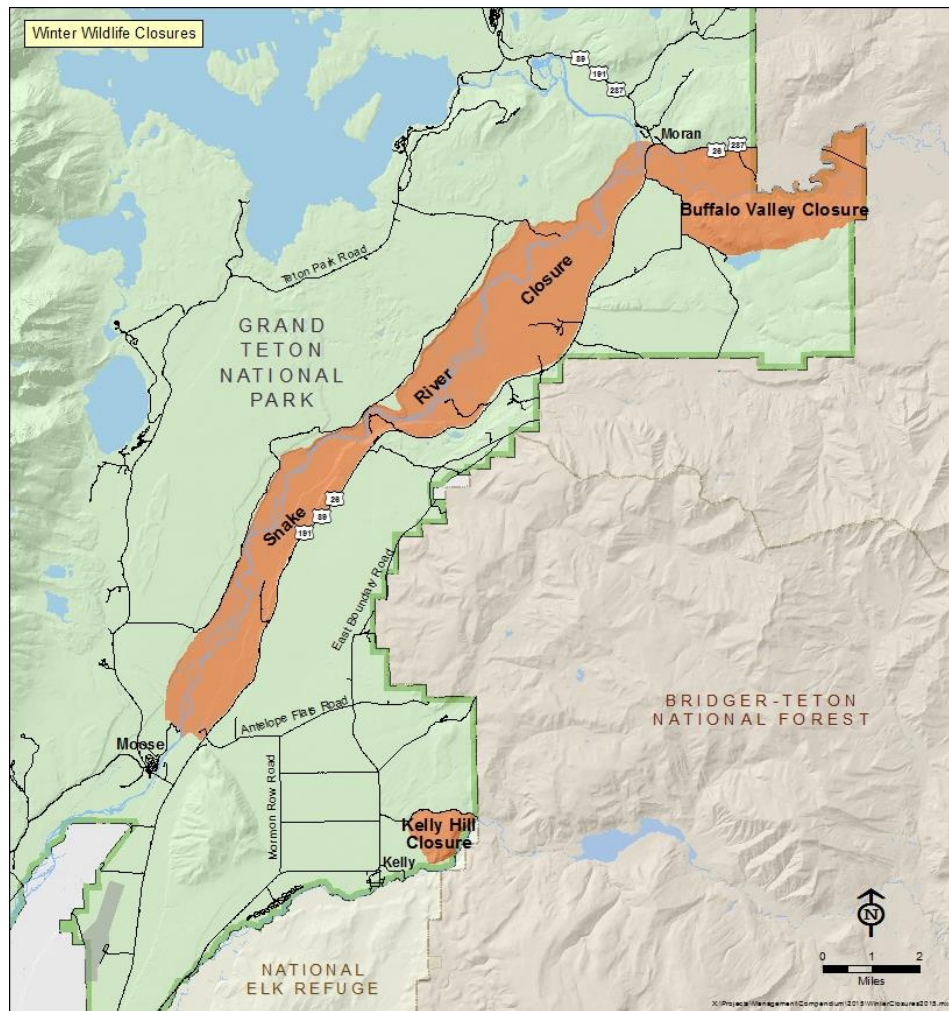 Winter Wildlife Closures
89
191
287
Moran
26 287
Buffalo Valley Closure
Teton Park Road
Closure
GRAND
TETON
NATIONAL
PARK
River
26
89
191
Snake
East Boundary Road
BRIDGER-TETON
NATIONAL FOREST
Antelope Flats Road
Moose
Mormon Row Road
Kelly Hill
Closure
Kelly
N
NATIONAL
ELK REFUGE
0 1 2
Miles